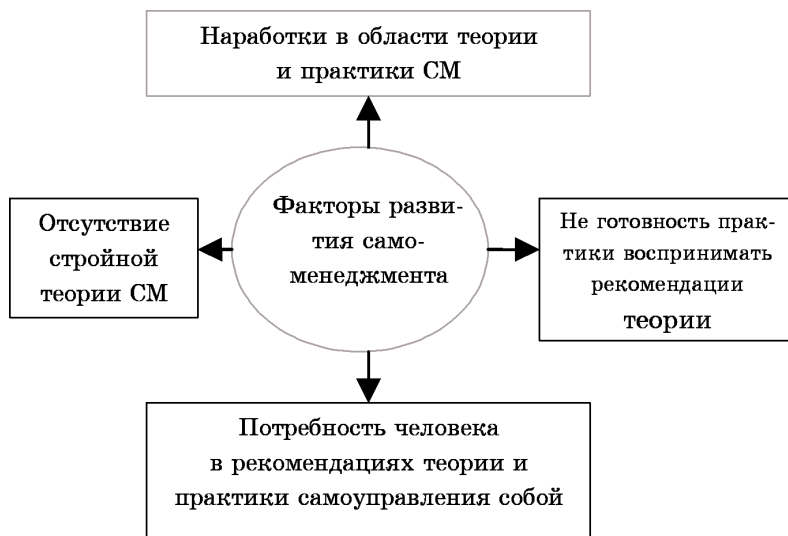 Наработки в области теории
и практики СМ
Отсутствие
стройной
теории СМ
Факторы разви-
тия само-
менеджмента
Не готовность прак-
тики воспринимать
рекомендации
теории
Потребность человека
в рекомендациях теории и
практики самоуправления собой